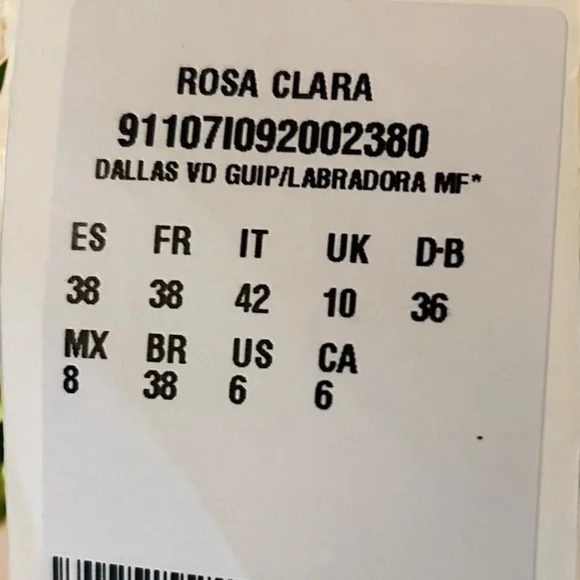 ROSA CLARA
91107I092002380
DALLAS VD GUIP/LABRADORA MF*
ES FR IT UK D-B
38 38 42 10 36
MX BR US CA
8 38 6 6